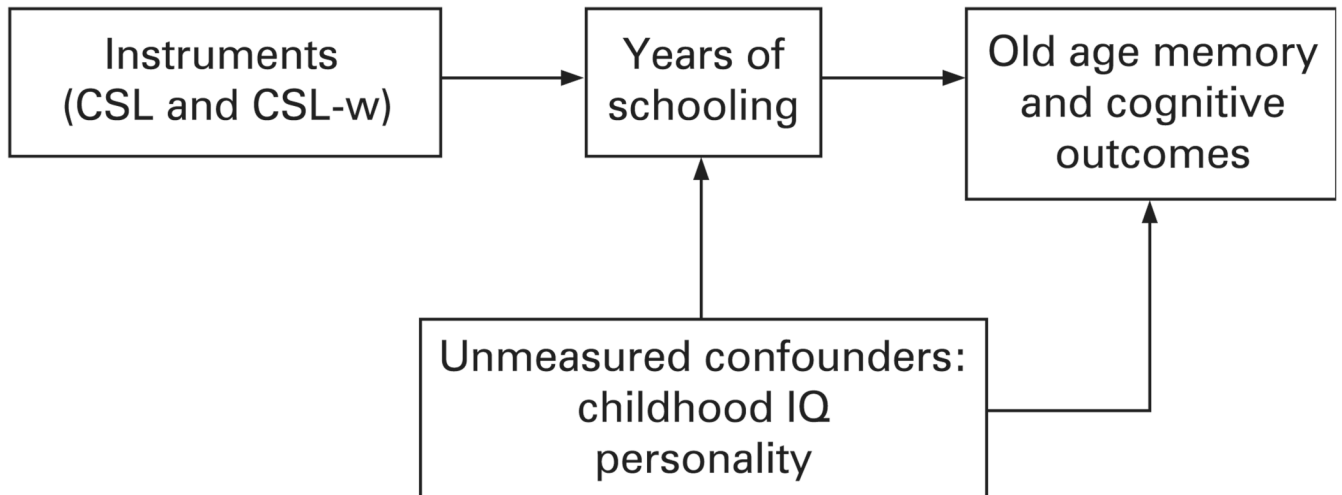 Instruments
(CSL and CSL-w)
Years of
schooling
Old age memory
and cognitive
outcomes
Unmeasured confounders:
childhood IQ
personality